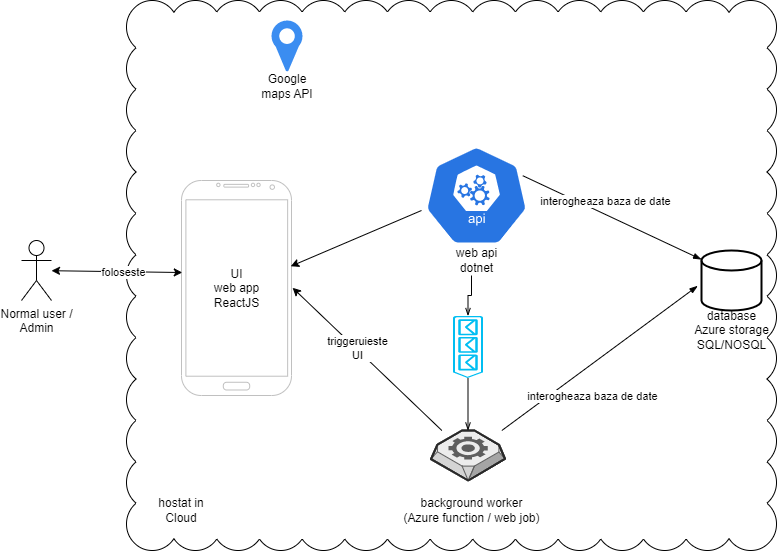 Google
maps API
api
interogheaza baza de date
web api
dotnet
foloseste
UI
web app
ReactJS
Normal user /
Admin
database
Azure storage
SQL/NOSQL
triggeruieste
UI
interogheaza baza de date
hostat in
Cloud
background worker
(Azure function / web job)